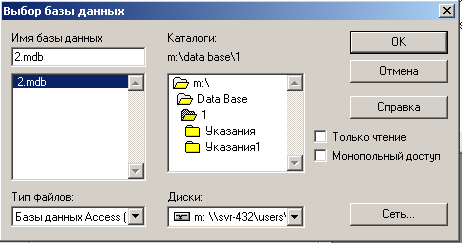 Выбор базы данных
Имя базы данных
2.mdb
2.mdb
Тип файлов:
Базы данных Access (
Каталоги:
m:\data base\1
m:\
Data Base
1
Указания
Указания1
Диски:
m: \\svr-432\users\
OK
Отмена
Справка
Только чтение
Монопольный доступ
Сеть...